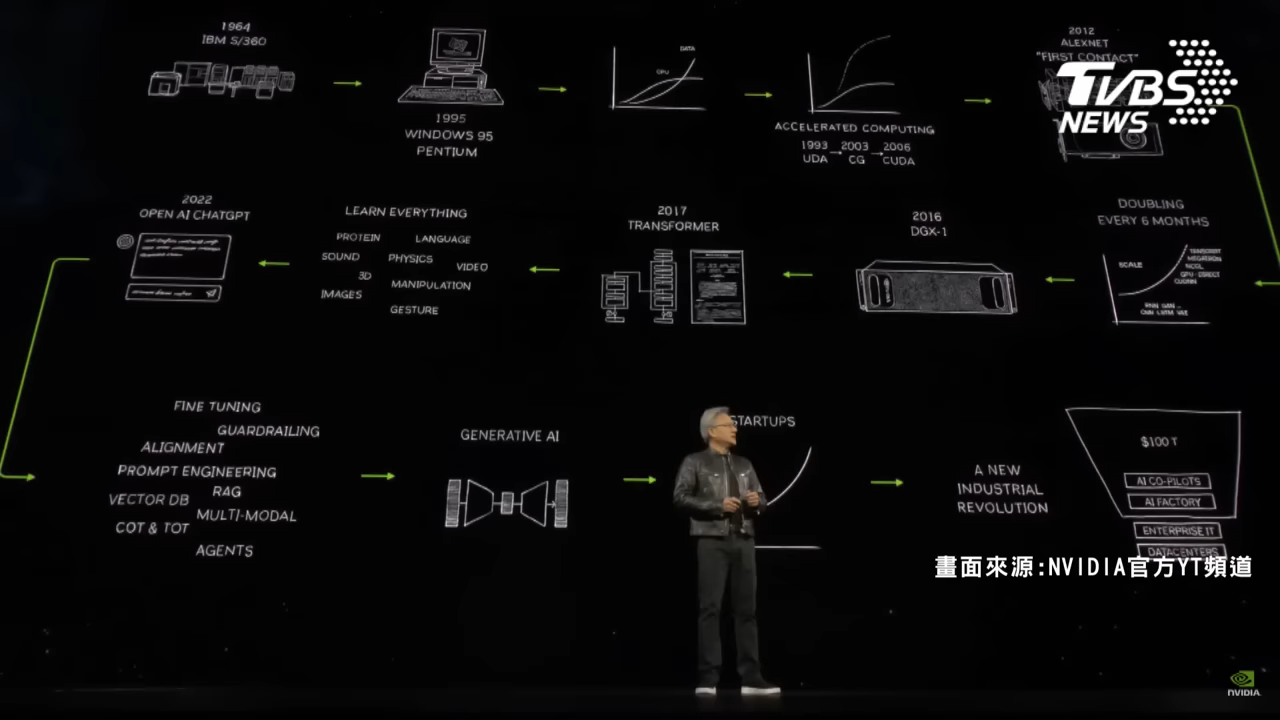 1964
IBM S/360
1995
WINDOWS 95
PENTIUM
DATA
CPU
ACCELERATED COMPUTING
1993 2003 2006
UDA CG CUDA
2012
ALEXNET
"FIRST CONTACT"
TVBS
NEWS
2022
OPEN AI CHATGPT
LEARN EVERYTHING
PROTEIN
LANGUAGE
SOUND
PHYSICS
VIDEO
3D
MANIPULATION
IMAGES
GESTURE
2017
TRANSFORMER
2016
DGX-1
DOUBLING
EVERY 6 MONTHS
SCALE
MEGATRON
NCCL
GPU-DIRECT
CUDNN
FINE TUNING
GUARDRAILING
ALIGNMENT
PROMPT ENGINEERING
RAG
VECTOR DB
MULTI-MODAL
COT & TOT
AGENTS
GENERATIVE AI
STARTUPS
A NEW
INDUSTRIAL
REVOLUTION
$100 T
AI CO-PILOTS
AI FACTORY
ENTERPRISE IT
DATACENTERS
畫面來源:NVIDIA官方YT頻道
NVIDIA